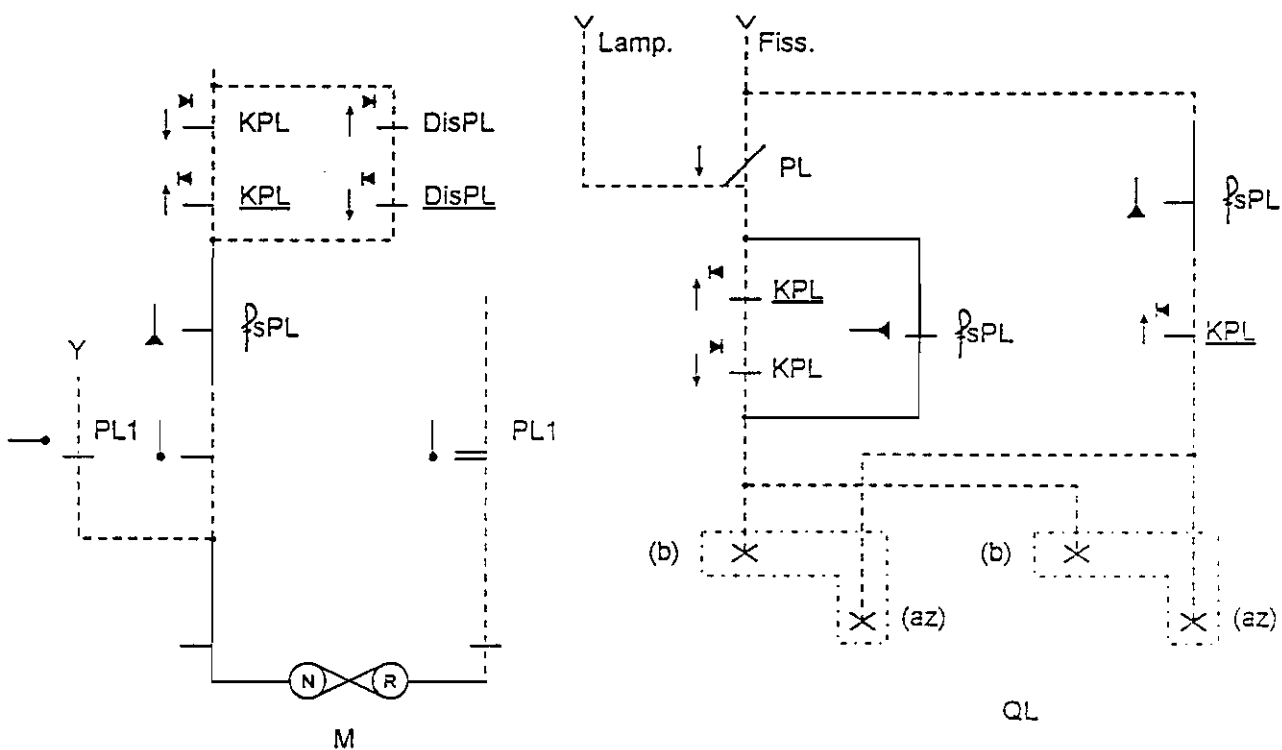 Lamp.
Fiss.
KPL
DisPL
KPL
DisPL
PL
sPL
sPL
KPL
sPL
KPL
KPL
PL1
PL1
(b)
(b)
(az)
(az)
N
R
M
QL